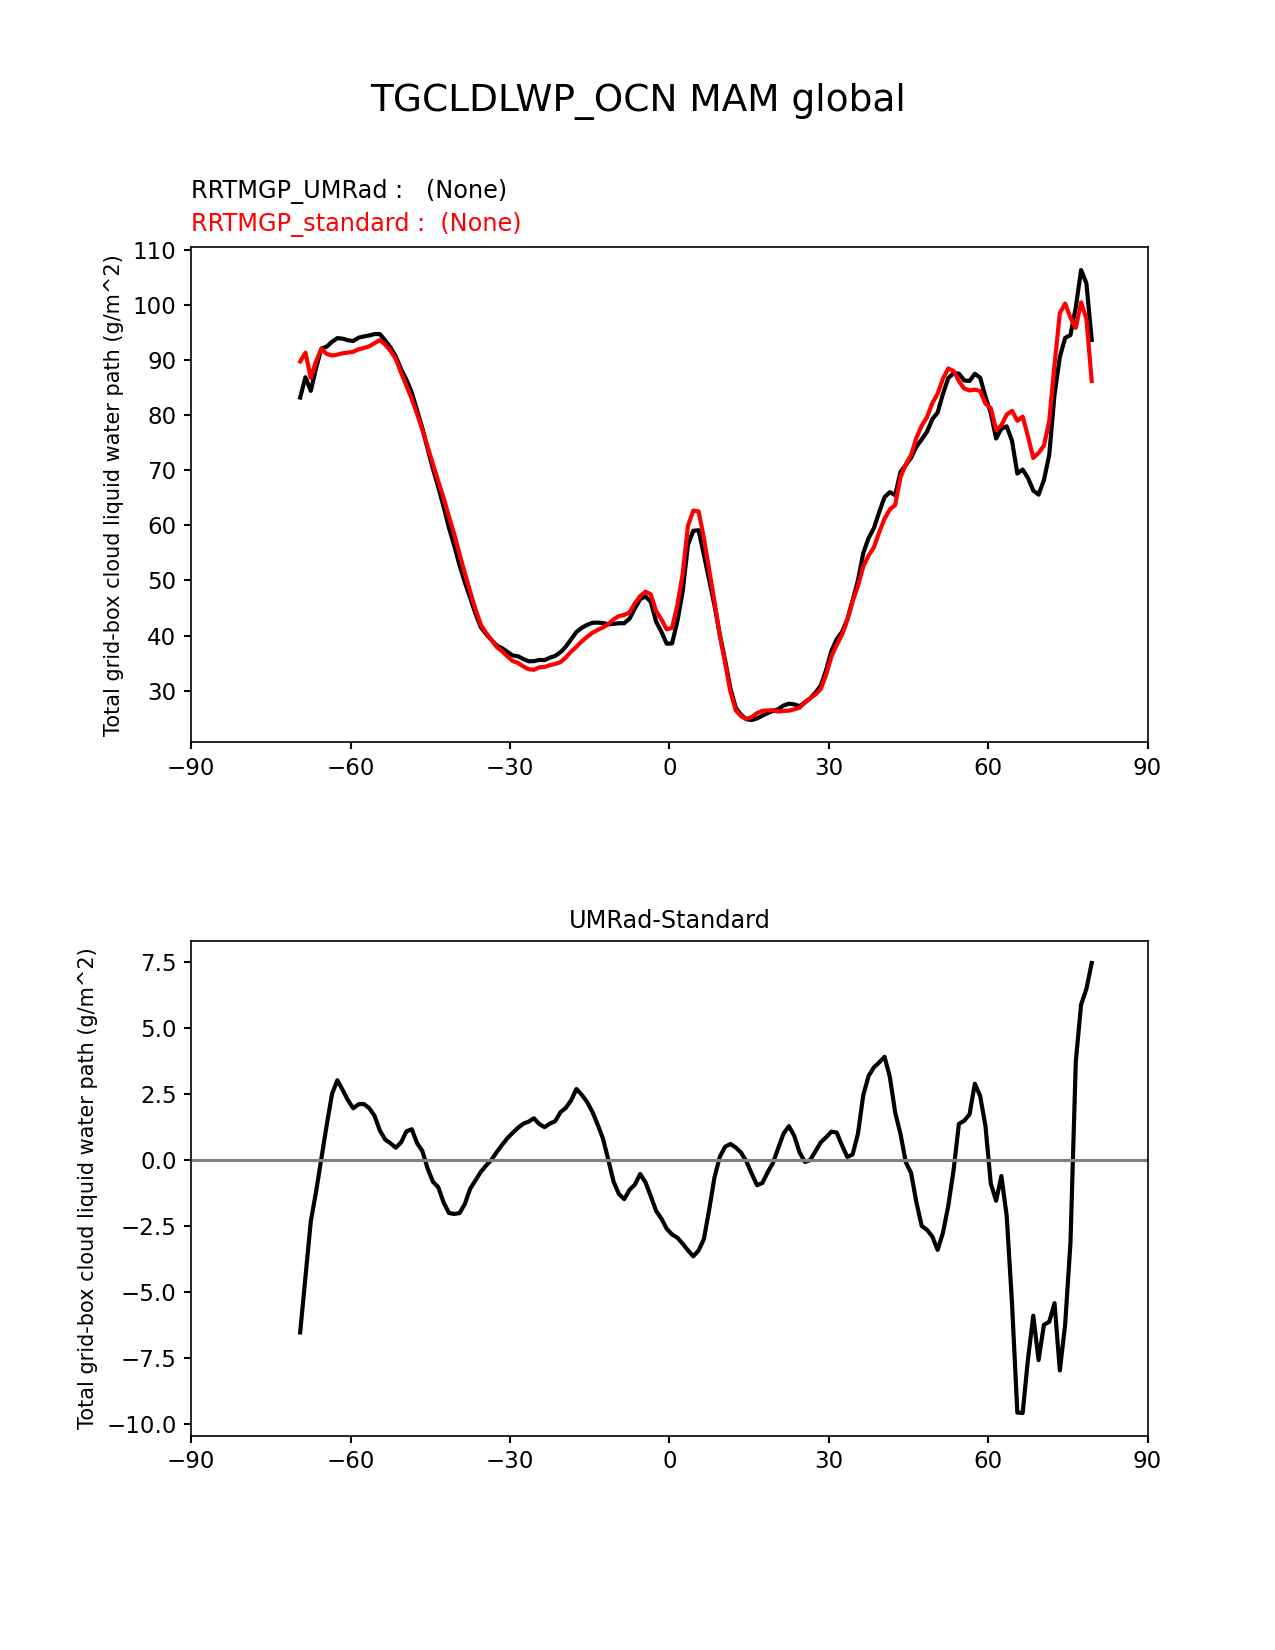 TGCLDLWP_OCN MAM global
RRTMGP_UMRad :   (None)
RRTMGP_standard :  (None)
Total grid-box cloud liquid water path (g/m^2)
110
100
90
80
70
60
50
40
30
−90 −60 −30 0 30 60 90
UMRad-Standard
Total grid-box cloud liquid water path (g/m^2)
7.5
5.0
2.5
0.0
−2.5
−5.0
−7.5
−10.0
−90 −60 −30 0 30 60 90